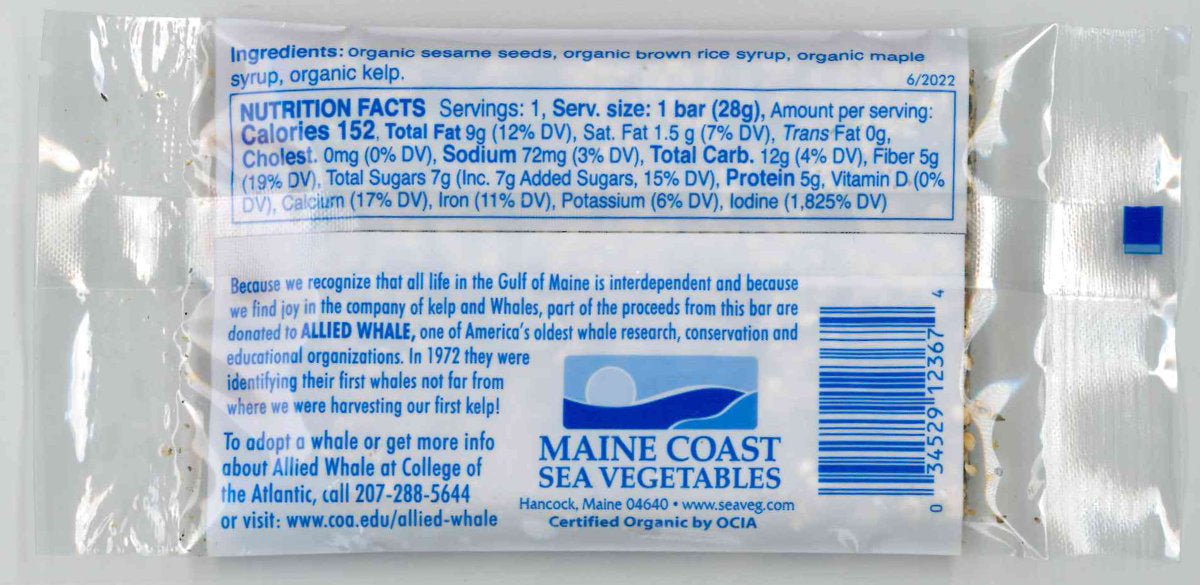 Ingredients: organic sesame seeds, organic brown rice syrup, organic maple
syrup, organic kelp.
6/2022
NUTRITION FACTS Servings: 1, Serv. size: 1 bar (28g), Amount per serving:
Calories 152, Total Fat 9g (12% DV), Sat. Fat 1.5 g (7% DV), Trans Fat 0g,
Cholest. 0mg (0% DV), Sodium 72mg (3% DV), Total Carb. 12g (4% DV), Fiber 5g
(19% DV), Total Sugars 7g (Inc. 7g Added Sugars, 15% DV), Protein 5g, Vitamin D (0%
DV), Calcium (17% DV), Iron (11% DV), Potassium (6% DV), Iodine (1,825% DV)
Because we recognize that all life in the Gulf of Maine is interdependent and because
we find joy in the company of kelp and Whales, part of the proceeds from this bar are
donated to ALLIED WHALE, one of America's oldest whale research, conservation and
educational organizations. In 1972 they were
identifying their first whales not far from
where we were harvesting our first kelp!
To adopt a whale or get more info
about Allied Whale at College of
the Atlantic, call 207-288-5644
or visit: www.coa.edu/allied-whale
MAINE COAST
SEA VEGETABLES
Hancock, Maine 04640 • www.seaveg.com
Certified Organic by OCIA
0 34529 12367 4